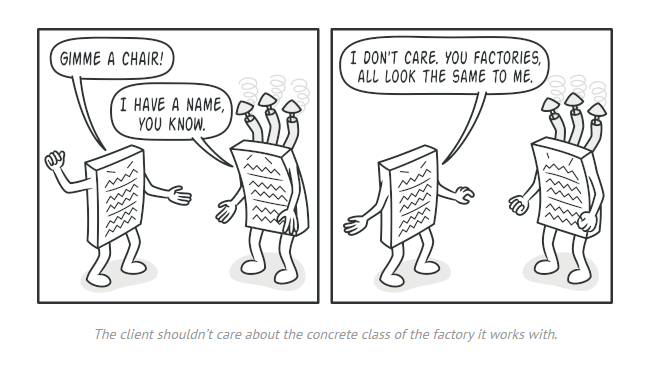 GIMME A CHAIR!
I HAVE A NAME,
YOU KNOW.
I DON'T CARE. YOU FACTORIES,
ALL LOOK THE SAME TO ME.
The client shouldn't care about the concrete class of the factory it works with.